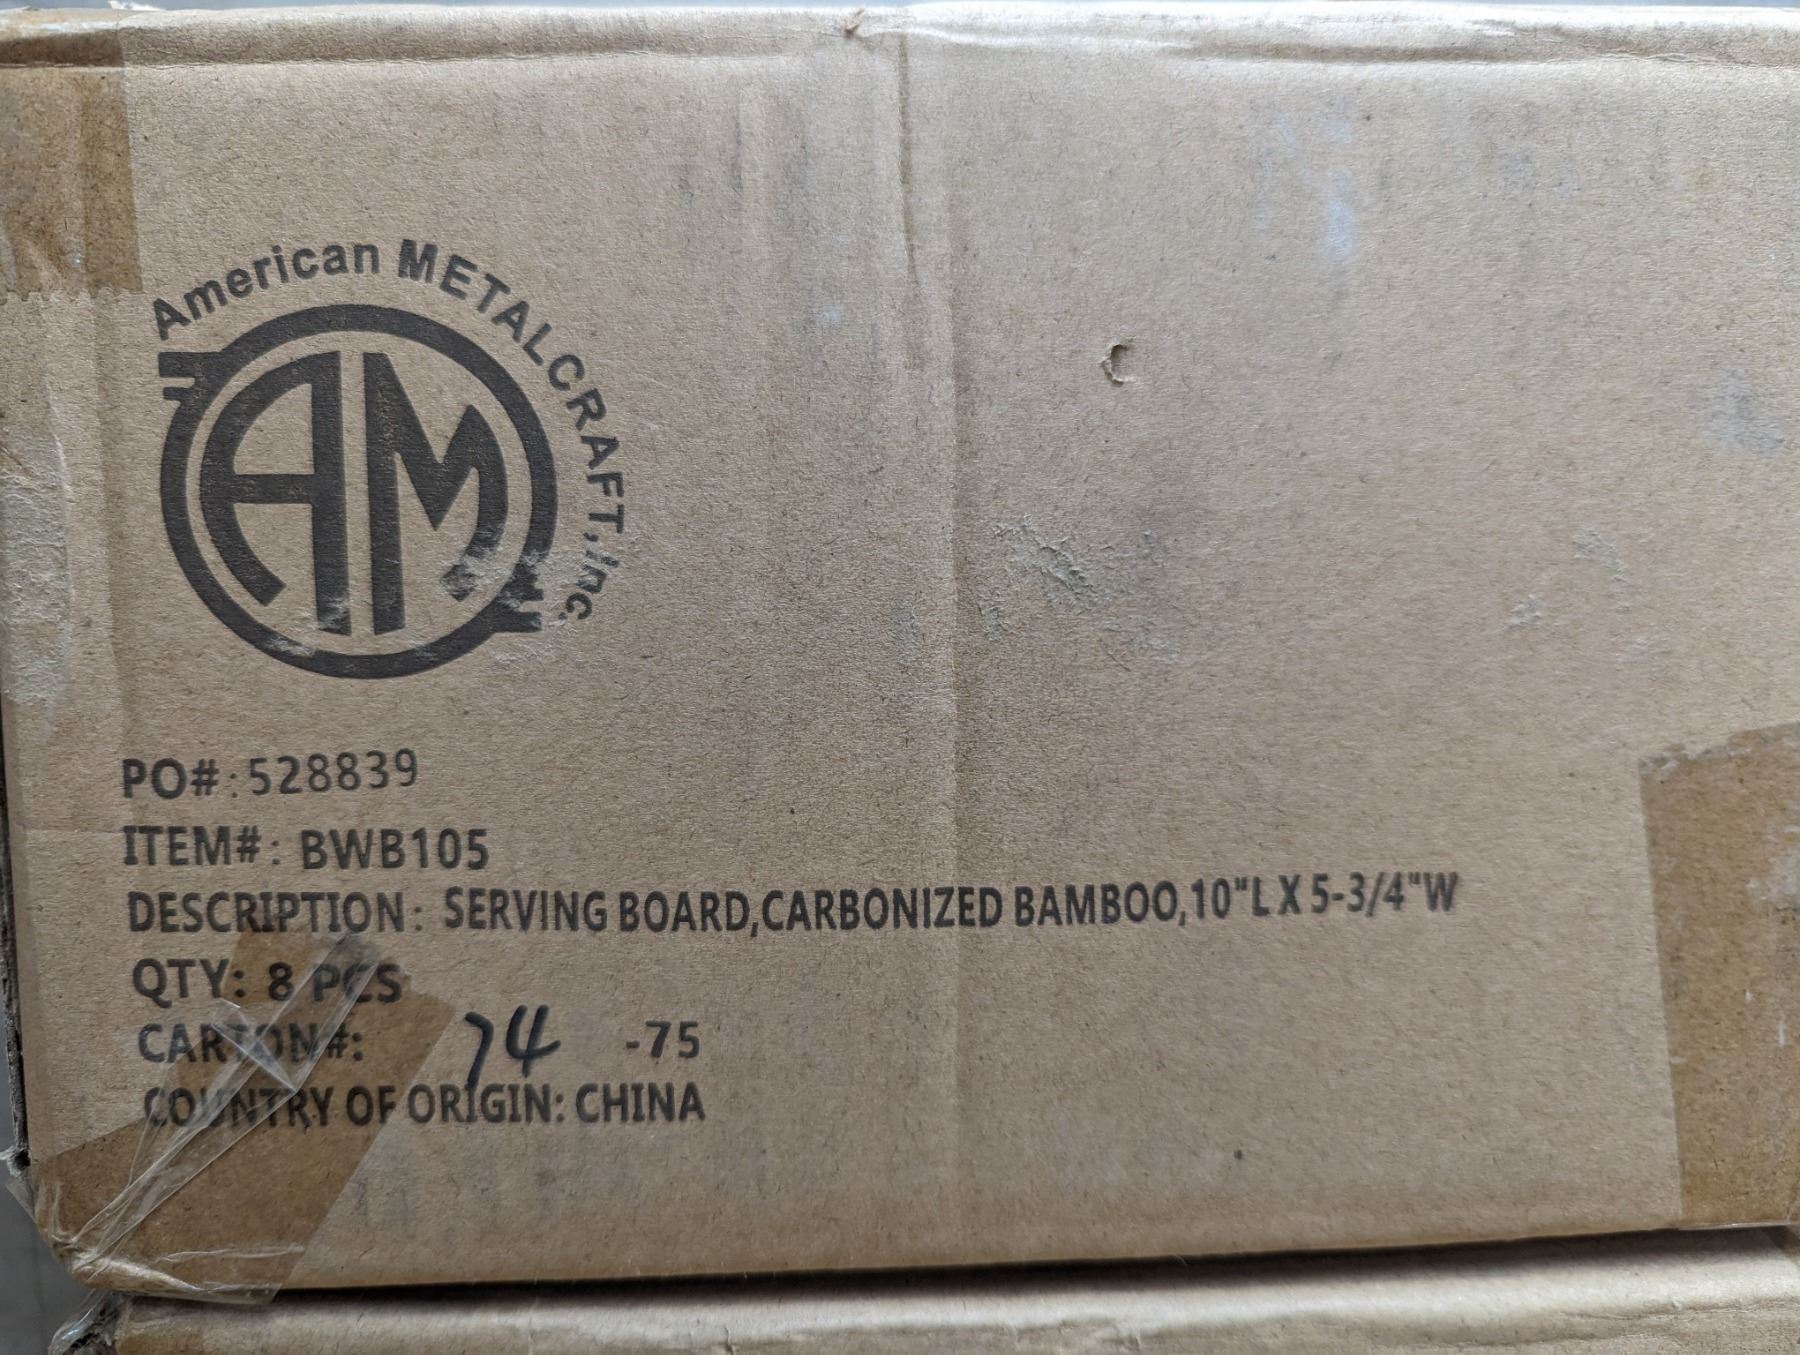 American METALCRAFT, Inc.
AM
PO#: 528839
ITEM#: BWB105
DESCRIPTION: SERVING BOARD,CARBONIZED BAMBOO,10"L X 5-3/4"W
QTY: 8 PCS
CARTON#: 74 -75
COUNTRY OF ORIGIN: CHINA